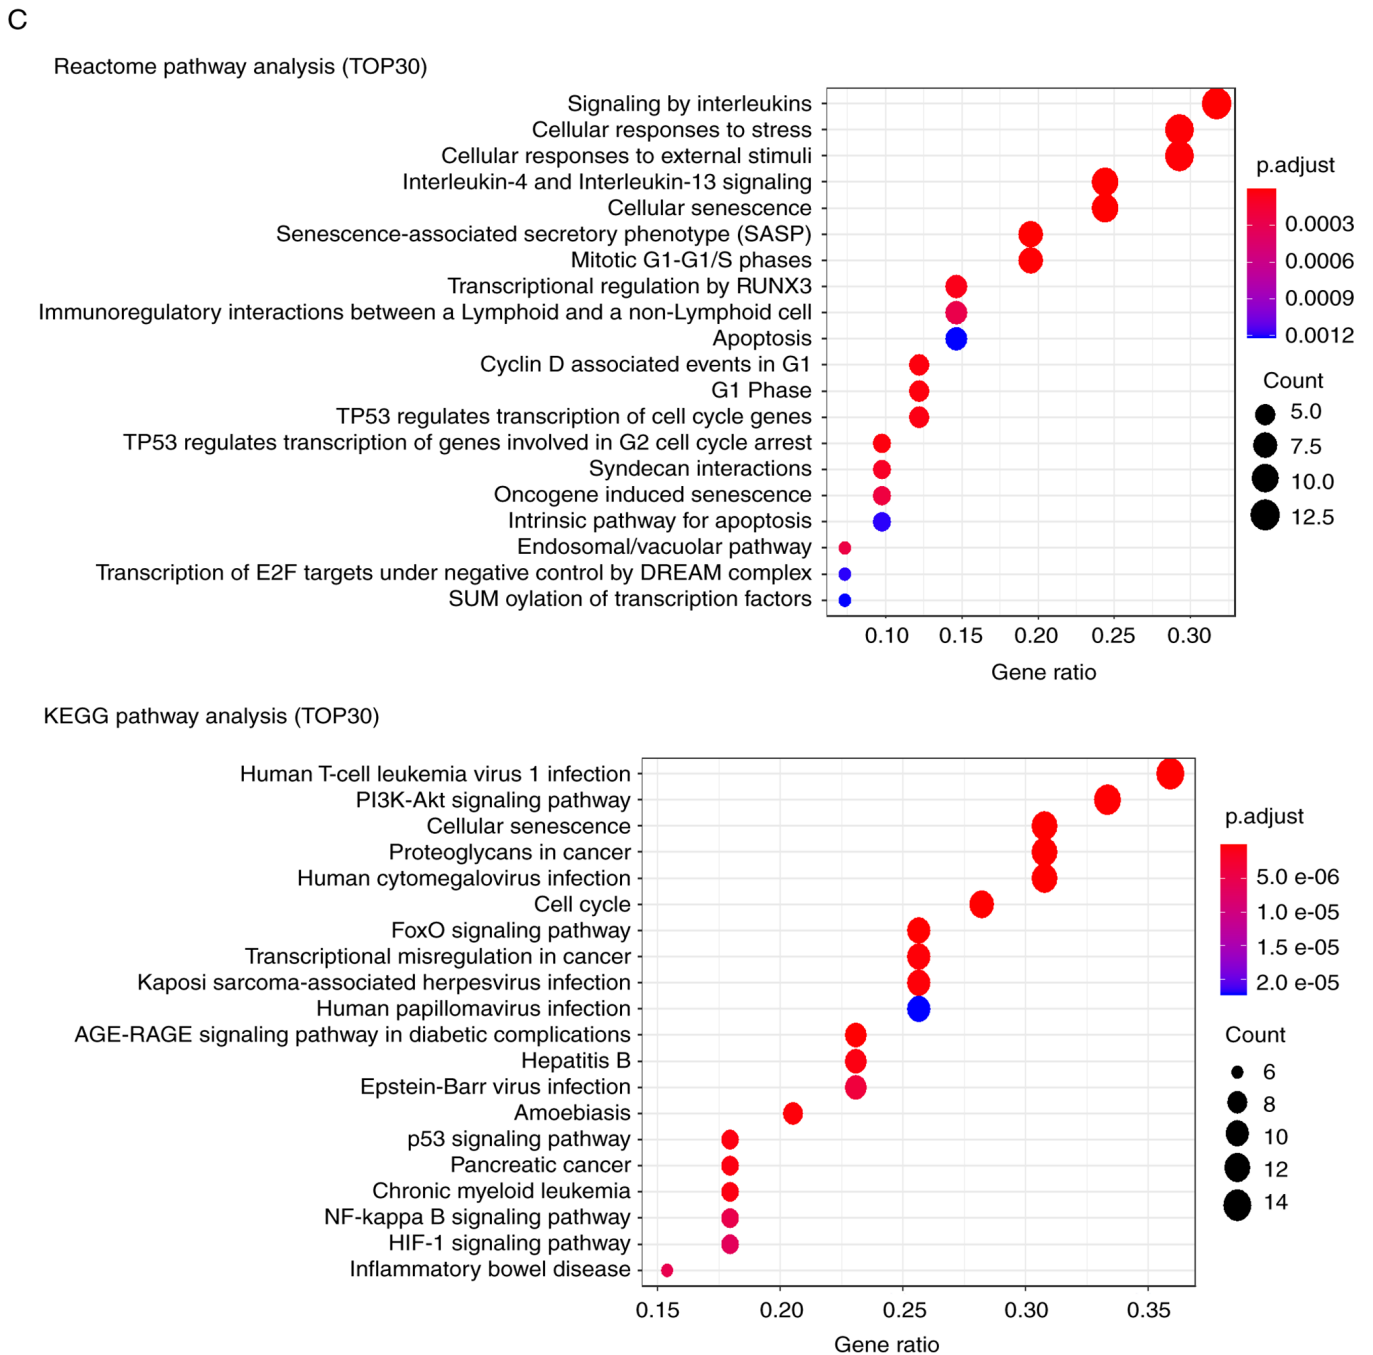 C
Reactome pathway analysis (TOP30)
Signaling by interleukins
Cellular responses to stress
Cellular responses to external stimuli
Interleukin-4 and Interleukin-13 signaling
Cellular senescence
Senescence-associated secretory phenotype (SASP)
Mitotic G1-G1/S phases
Transcriptional regulation by RUNX3
Immunoregulatory interactions between a Lymphoid and a non-Lymphoid cell
Apoptosis
Cyclin D associated events in G1
G1 Phase
TP53 regulates transcription of cell cycle genes
TP53 regulates transcription of genes involved in G2 cell cycle arrest
Syndecan interactions
Oncogene induced senescence
Intrinsic pathway for apoptosis
Endosomal/vacuolar pathway
Transcription of E2F targets under negative control by DREAM complex
SUM oylation of transcription factors
0.10 0.15 0.20 0.25 0.30
Gene ratio
p.adjust
0.0003
0.0006
0.0009
0.0012
Count
5.0
7.5
10.0
12.5
KEGG pathway analysis (TOP30)
Human T-cell leukemia virus 1 infection
PI3K-Akt signaling pathway
Cellular senescence
Proteoglycans in cancer
Human cytomegalovirus infection
Cell cycle
FoxO signaling pathway
Transcriptional misregulation in cancer
Kaposi sarcoma-associated herpesvirus infection
Human papillomavirus infection
AGE-RAGE signaling pathway in diabetic complications
Hepatitis B
Epstein-Barr virus infection
Amoebiasis
p53 signaling pathway
Pancreatic cancer
Chronic myeloid leukemia
NF-kappa B signaling pathway
HIF-1 signaling pathway
Inflammatory bowel disease
0.15 0.20 0.25 0.30 0.35
Gene ratio
p.adjust
5.0 e-06
1.0 e-05
1.5 e-05
2.0 e-05
Count
6
8
10
12
14